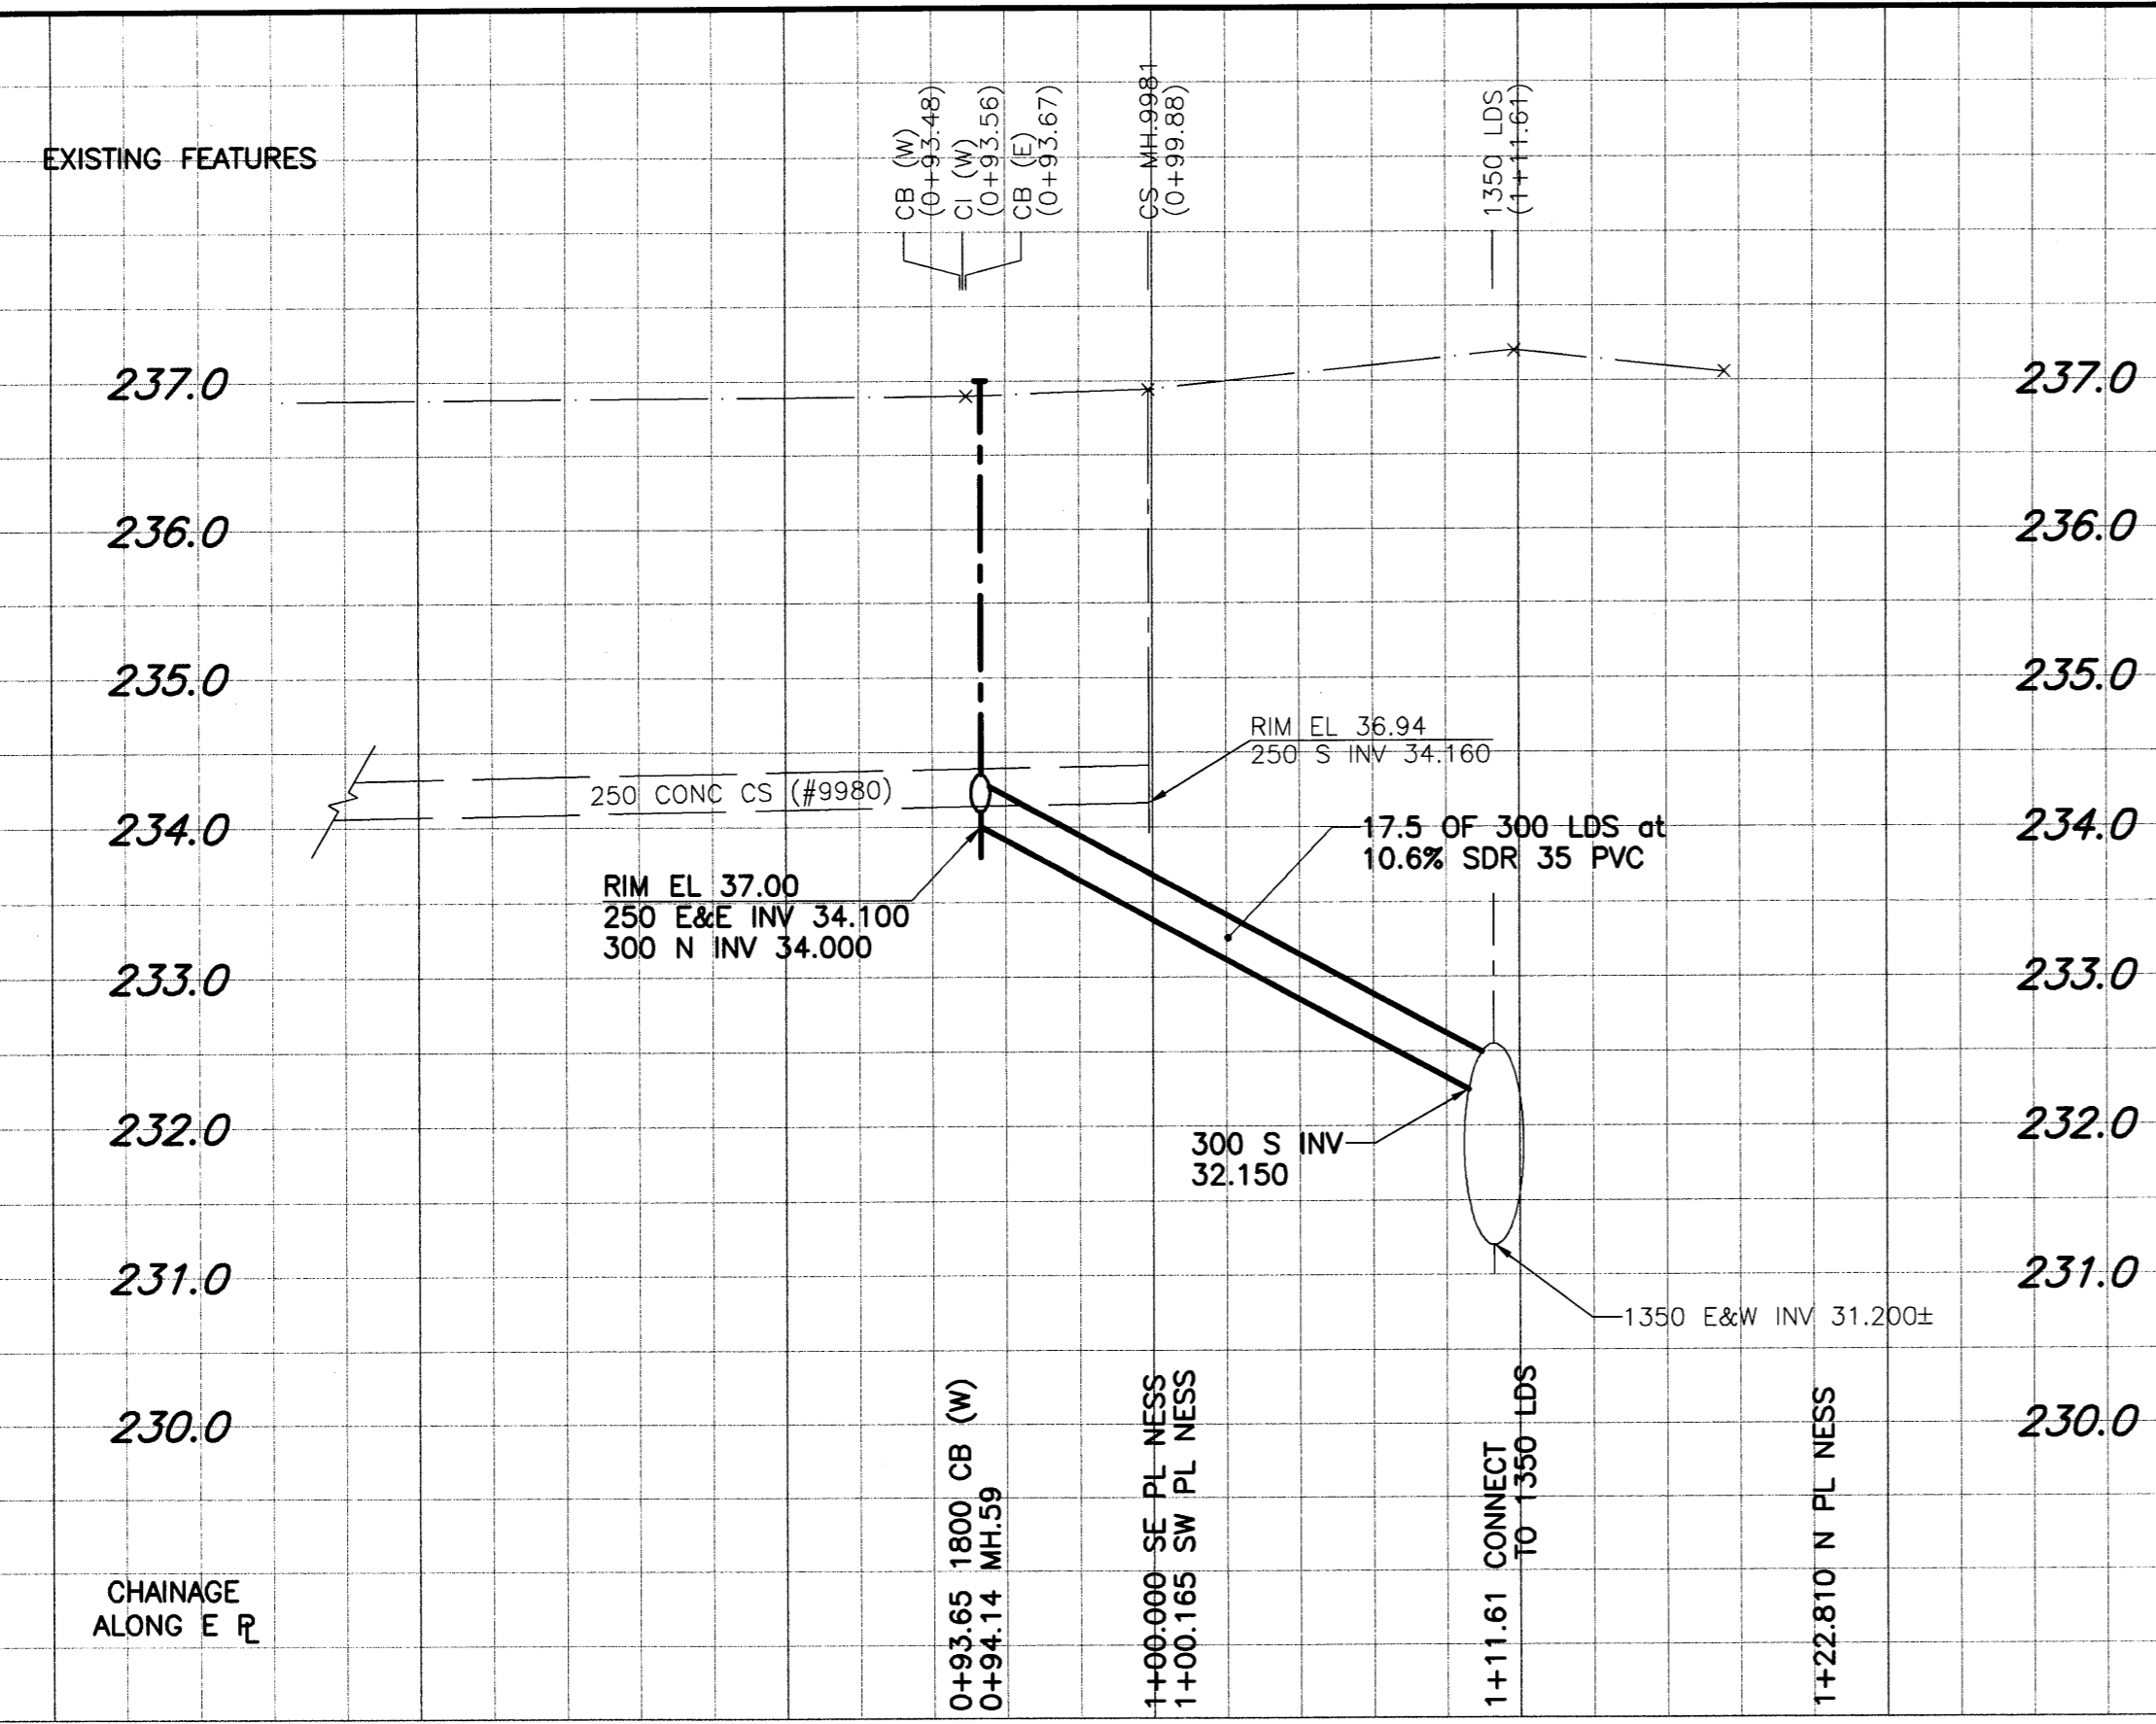 EXISTING FEATURES
CB (W)
(0+93.48)
CI (W)
(0+93.56)
CB (E)
(0+93.67)
CS MH.9981
(0+99.88)
1350 LDS
(1+11.61)
237.0
237.0
236.0
236.0
235.0
235.0
RIM EL 36.94
250 S INV 34.160
250 CONC CS (#9980)
234.0
234.0
17.5 OF 300 LDS at
10.6% SDR 35 PVC
RIM EL 37.00
250 E&E INV 34.100
300 N INV 34.000
233.0
233.0
232.0
232.0
300 S INV
32.150
231.0
231.0
1350 E&W INV 31.200±
230.0
230.0
CHAINAGE
ALONG E PL
0+93.65 1800 CB (W)
0+94.14 MH.59
1+00.000 SE PL NESS
1+00.165 SW PL NESS
1+11.61 CONNECT
TO 1350 LDS
1+22.810 N PL NESS